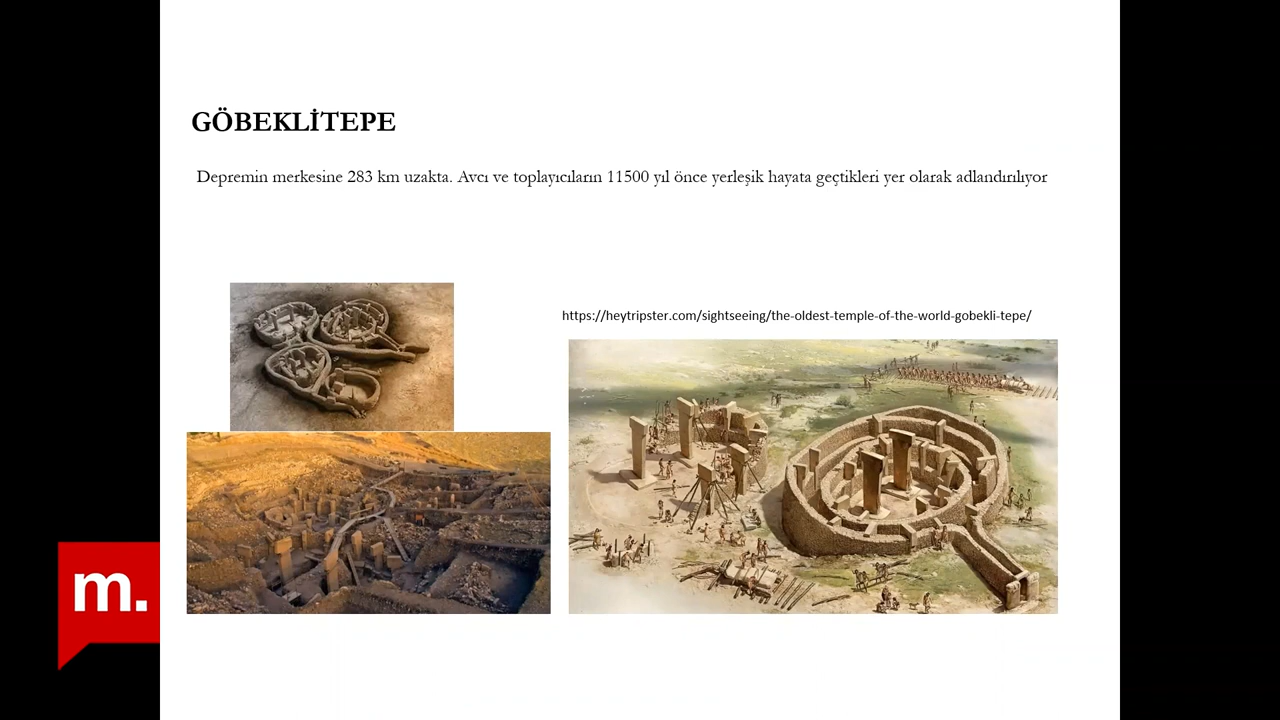 GÖBEKLİTEPE
Depremin merkesine 283 km uzakta. Avcı ve toplayıcıların 11500 yıl önce yerleşik hayata geçtikleri yer olarak adlandırılıyor
https://heytripster.com/sightseeing/the-oldest-temple-of-the-world-gobekli-tepe/
m.